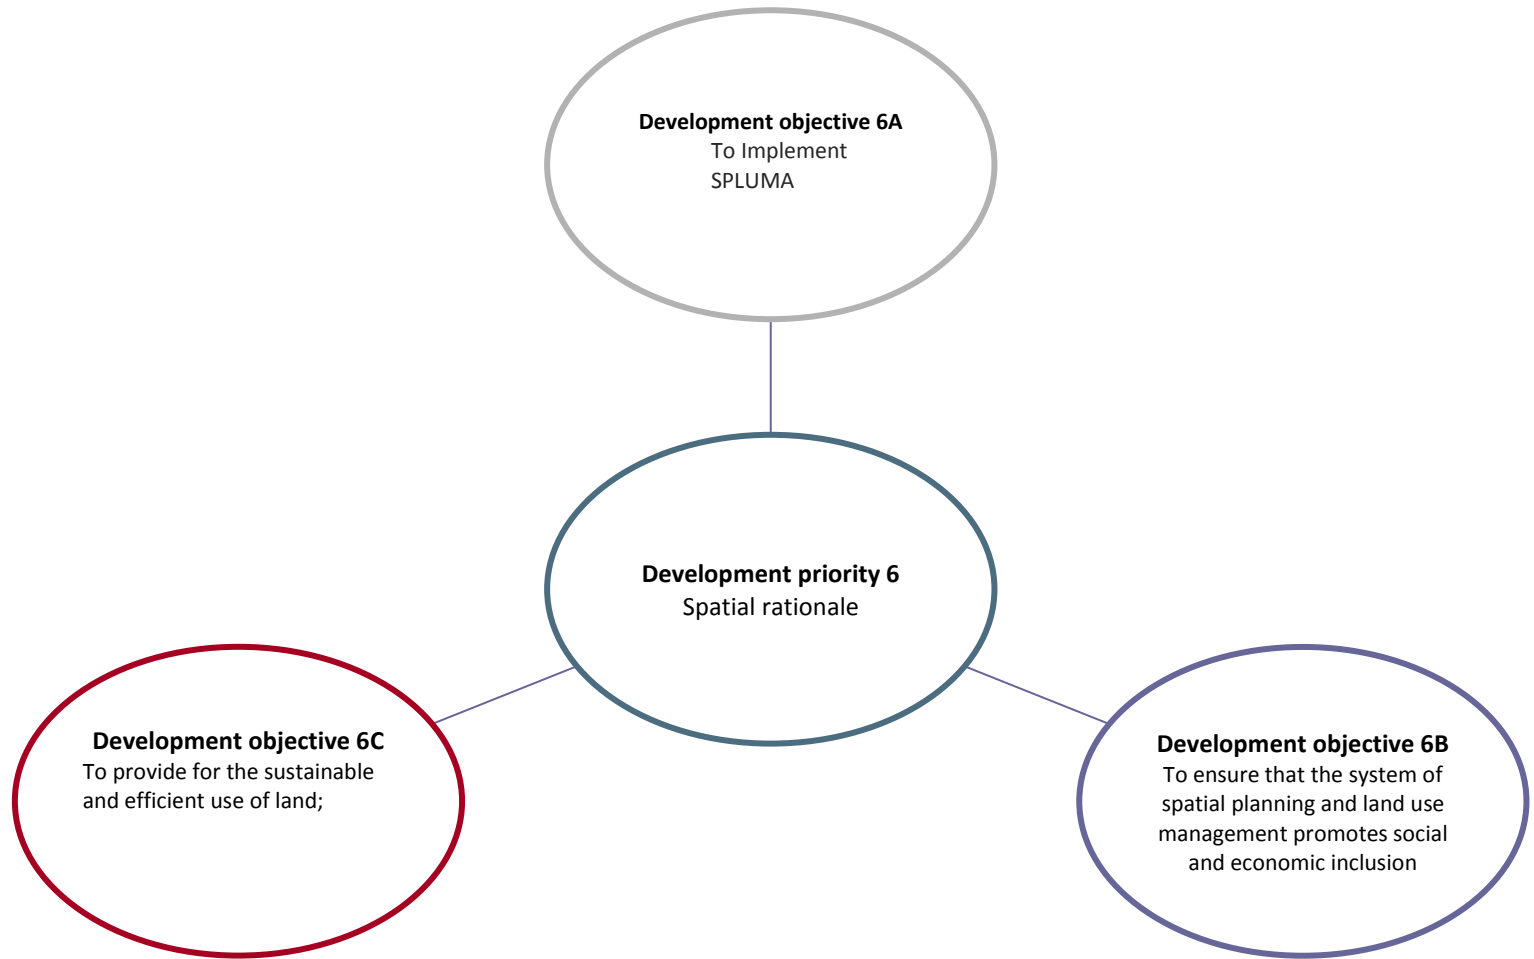 Development objective 6A
To Implement
SPLUMA
Development priority 6
Spatial rationale
Development objective 6C
To provide for the sustainable
and efficient use of land;
Development objective 6B
To ensure that the system of
spatial planning and land use
management promotes social
and economic inclusion